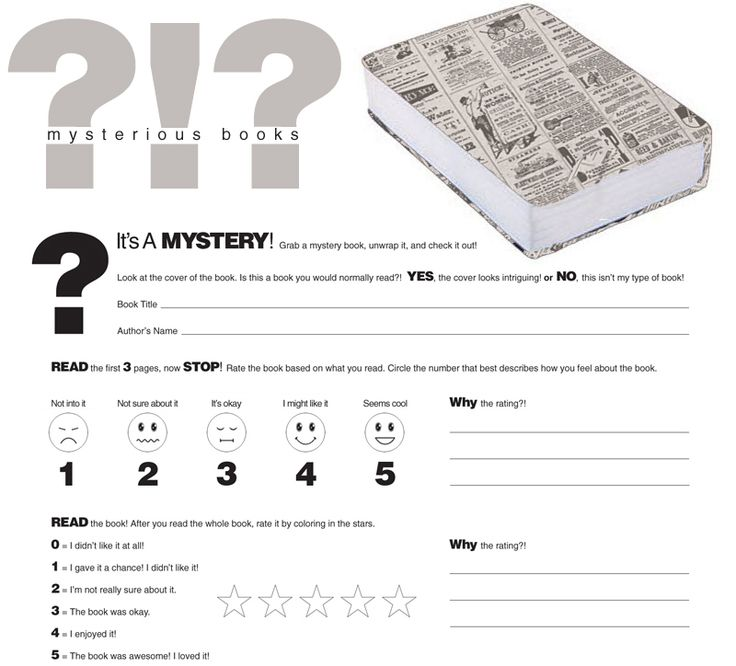 ?!?
mysterious books
PALO ALTO!
?
It's A MYSTERY! Grab a mystery book, unwrap it, and check it out!
Look at the cover of the book. Is this a book you would normally read?! YES, the cover looks intriguing! or NO, this isn't my type of book!
Book Title
Author's Name
READ the first 3 pages, now STOP! Rate the book based on what you read. Circle the number that best describes how you feel about the book.
Not into it Not sure about it It's okay I might like it Seems cool
1 2 3 4 5
Why the rating?!
READ the book! After you read the whole book, rate it by coloring in the stars.
0 = I didn't like it at all!
1 = I gave it a chance! I didn't like it!
2 = I'm not really sure about it.
3 = The book was okay.
4 = I enjoyed it!
5 = The book was awesome! I loved it!
Why the rating?!